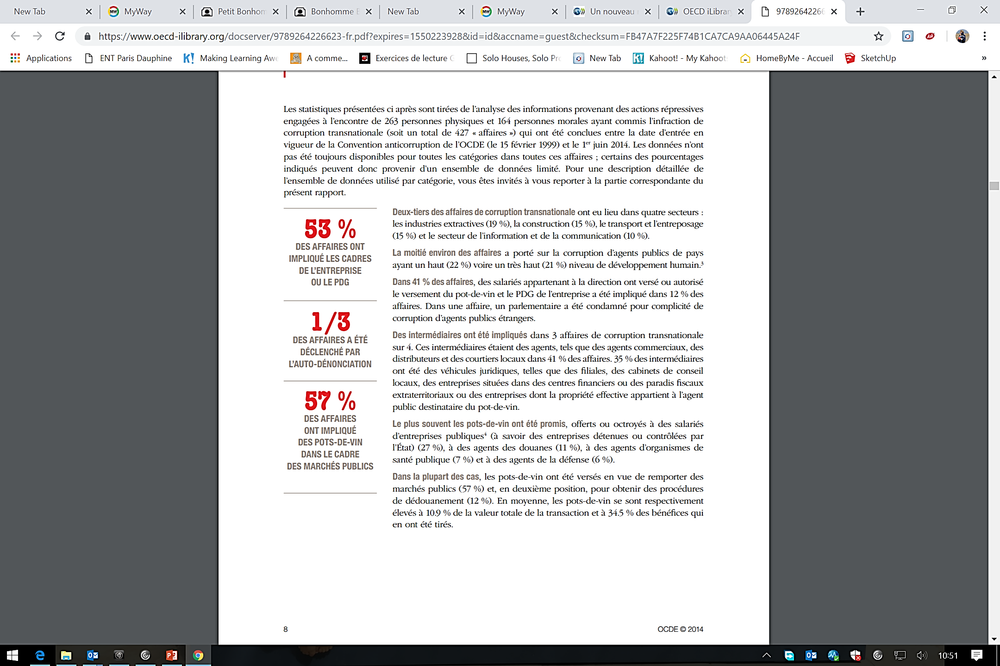 New Tab
MyWay
Petit Bonhom
Bonhomme E
New Tab
MyWay
Un nouveau
OECD iLibrar
9789264226
https://www.oecd-ilibrary.org/docserver/9789264226623-fr.pdf?expires=1550223928&id=id&accname=guest&checksum=FB47A7F225F74B1CA7CA9AA06445A24F
Applications
ENT Paris Dauphine
Making Learning Awe
A comme...
Exercices de lecture
Solo Houses, Solo Pro
New Tab
Kahoot! - My Kahoots
HomeByMe - Accueil
SketchUp
Les statistiques présentées ci après sont tirées de l'analyse des informations provenant des actions répressives
engagées à l'encontre de 263 personnes physiques et 164 personnes morales ayant commis l'infraction de
corruption transnationale (soit un total de 427 « affaires ») qui ont été conclues entre la date d'entrée en
vigueur de la Convention anticorruption de l'OCDE (le 15 février 1999) et le 1er juin 2014. Les données n'ont
pas été toujours disponibles pour toutes les catégories dans toutes ces affaires ; certains des pourcentages
indiqués peuvent donc provenir d'un ensemble de données limité. Pour une description détaillée de
l'ensemble de données utilisé par catégorie, vous êtes invités à vous reporter à la partie correspondante du
présent rapport.
53 %
DES AFFAIRES ONT
IMPLIQUÉ LES CADRES
DE L'ENTREPRISE
OU LE PDG
1/3
DES AFFAIRES A ÉTÉ
DÉCLENCHÉ PAR
L'AUTO-DÉNONCIATION
57 %
DES AFFAIRES
ONT IMPLIQUÉ
DES POTS-DE-VIN
DANS LE CADRE
DES MARCHÉS PUBLICS
Deux-tiers des affaires de corruption transnationale ont eu lieu dans quatre secteurs :
les industries extractives (19 %), la construction (15 %), le transport et l'entreposage
(15 %) et le secteur de l'information et de la communication (10 %).
La moitié environ des affaires a porté sur la corruption d'agents publics de pays
ayant un haut (22 %) voire un très haut (21 %) niveau de développement humain.³
Dans 41 % des affaires, des salariés appartenant à la direction ont versé ou autorisé
le versement du pot-de-vin et le PDG de l'entreprise a été impliqué dans 12 % des
affaires. Dans une affaire, un parlementaire a été condamné pour complicité de
corruption d'agents publics étrangers.
Des intermédiaires ont été impliqués dans 3 affaires de corruption transnationale
sur 4. Ces intermédiaires étaient des agents, tels que des agents commerciaux, des
distributeurs et des courtiers locaux dans 41 % des affaires. 35 % des intermédiaires
ont été des véhicules juridiques, telles que des filiales, des cabinets de conseil
locaux, des entreprises situées dans des centres financiers ou des paradis fiscaux
extraterritoriaux ou des entreprises dont la propriété effective appartient à l'agent
public destinataire du pot-de-vin.
Le plus souvent les pots-de-vin ont été promis, offerts ou octroyés à des salariés
d'entreprises publiques⁴ (à savoir des entreprises détenues ou contrôlées par
l'État) (27 %), à des agents des douanes (11 %), à des agents d'organismes de
santé publique (7 %) et à des agents de la défense (6 %).
Dans la plupart des cas, les pots-de-vin ont été versés en vue de remporter des
marchés publics (57 %) et, en deuxième position, pour obtenir des procédures
de dédouanement (12 %). En moyenne, les pots-de-vin se sont respectivement
élevés à 10.9 % de la valeur totale de la transaction et à 34.5 % des bénéfices qui
en ont été tirés.
8
OCDE © 2014
10:51